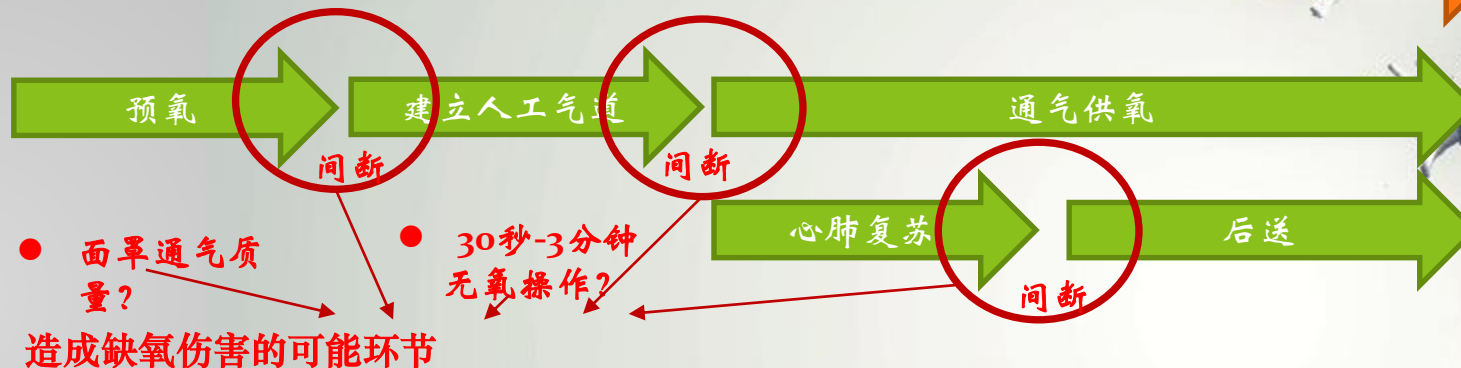 预氧
建立人工气道
通气供氧
间断
间断
心肺复苏
后送
间断
面罩通气质
量？
30秒-3分钟
无氧操作？
造成缺氧伤害的可能环节